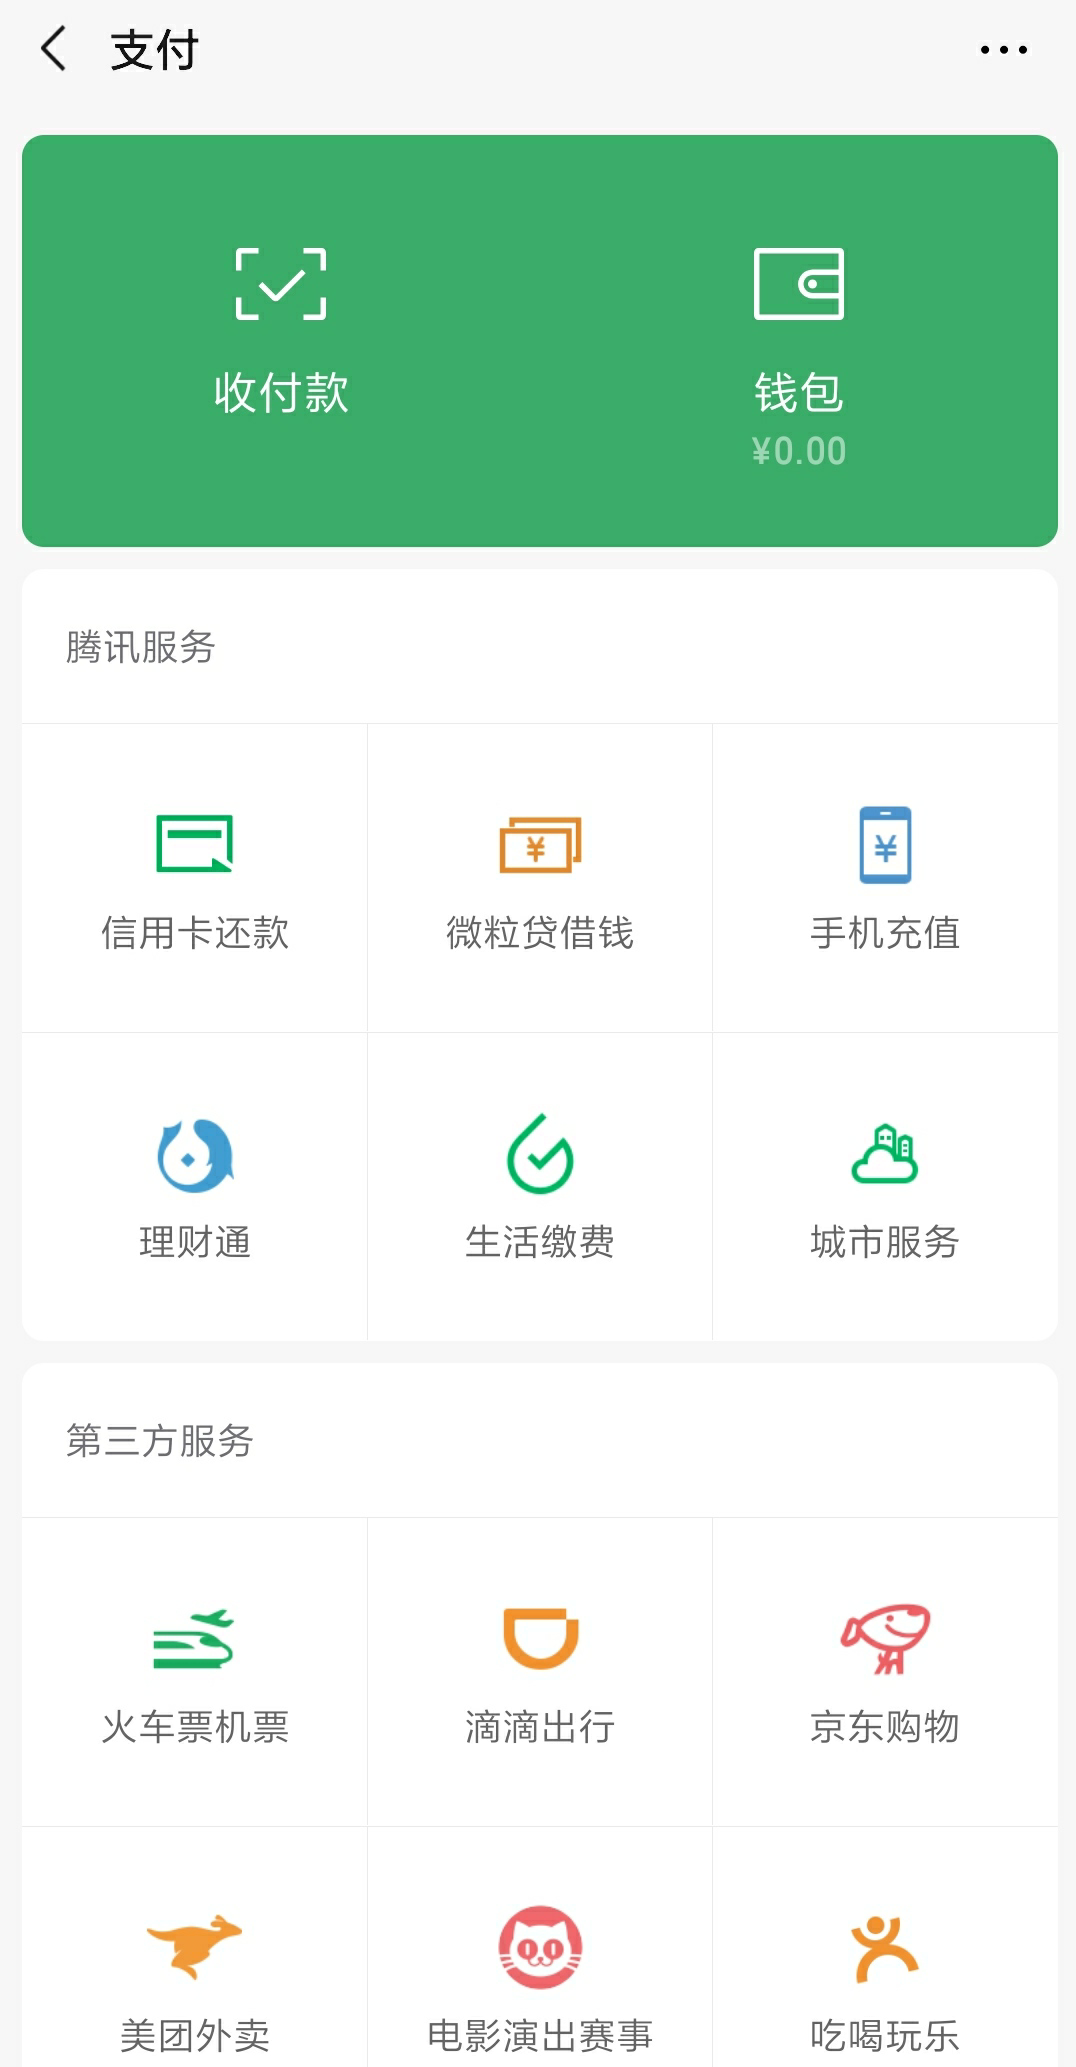 支付
收付款
钱包
¥0.00
腾讯服务
信用卡还款
微粒贷借钱
手机充值
理财通
生活缴费
城市服务
第三方服务
火车票机票
滴滴出行
京东购物
美团外卖
电影演出赛事
吃喝玩乐